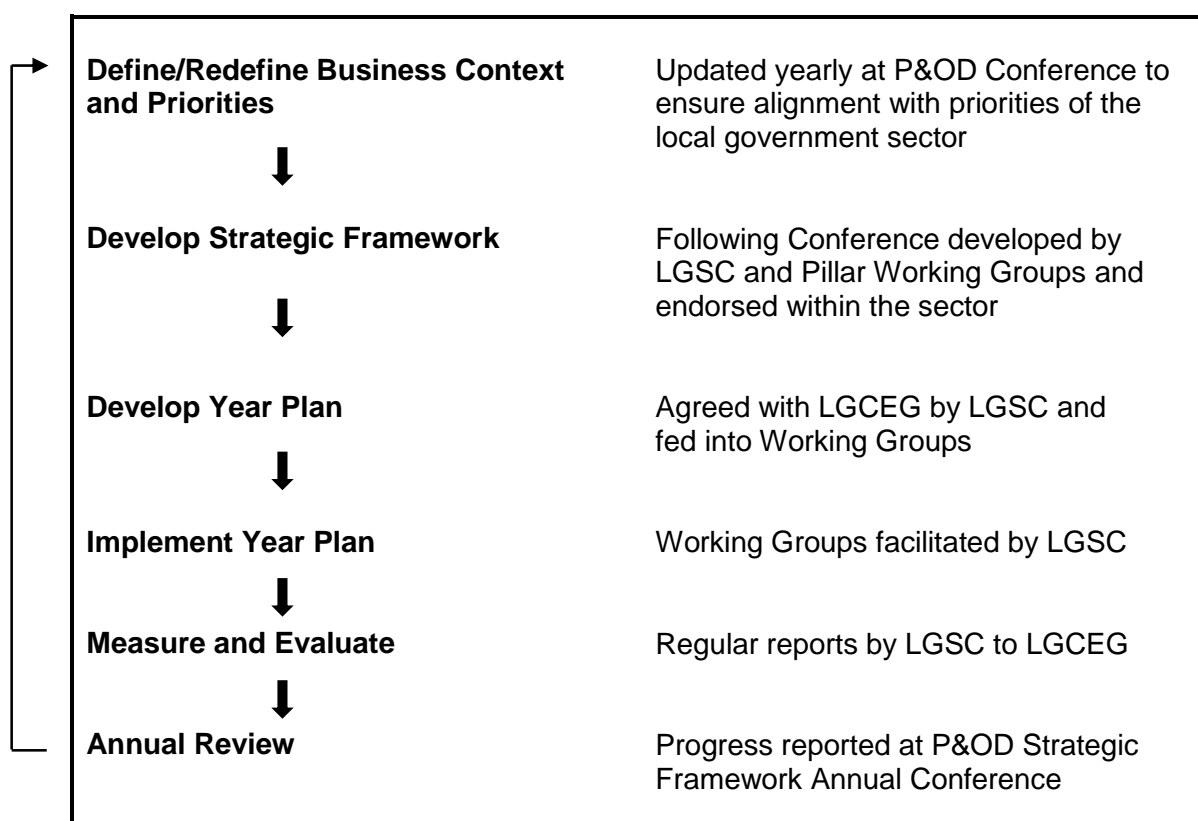 Define/Redefine Business Context
and Priorities
Updated yearly at P&OD Conference to
ensure alignment with priorities of the
local government sector
Develop Strategic Framework
Following Conference developed by
LGSC and Pillar Working Groups and
endorsed within the sector
Develop Year Plan
Agreed with LGCEG by LGSC and
fed into Working Groups
Implement Year Plan
Working Groups facilitated by LGSC
Measure and Evaluate
Regular reports by LGSC to LGCEG
Annual Review
Progress reported at P&OD Strategic
Framework Annual Conference